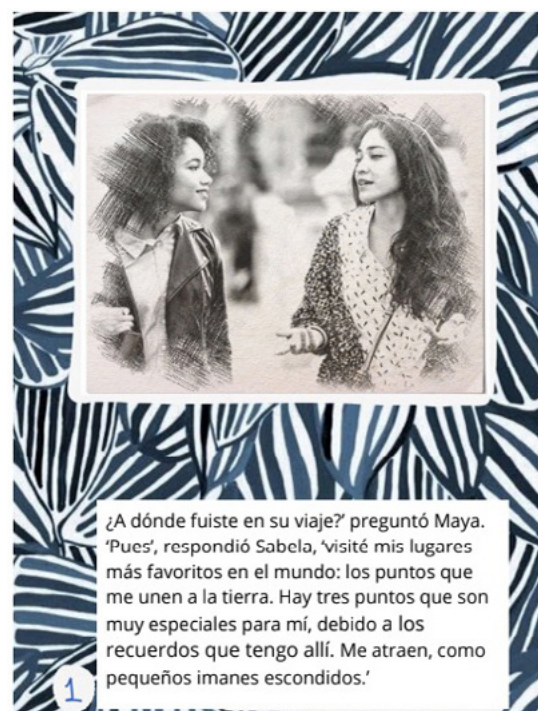 ¿A dónde fuiste en su viaje?’ preguntó Maya.
‘Pues’, respondió Sabela, ‘visité mis lugares
más favoritos en el mundo: los puntos que
me unen a la tierra. Hay tres puntos que son
muy especiales para mí, debido a los
recuerdos que tengo allí. Me atraen, como
pequeños imanes escondidos.’
1